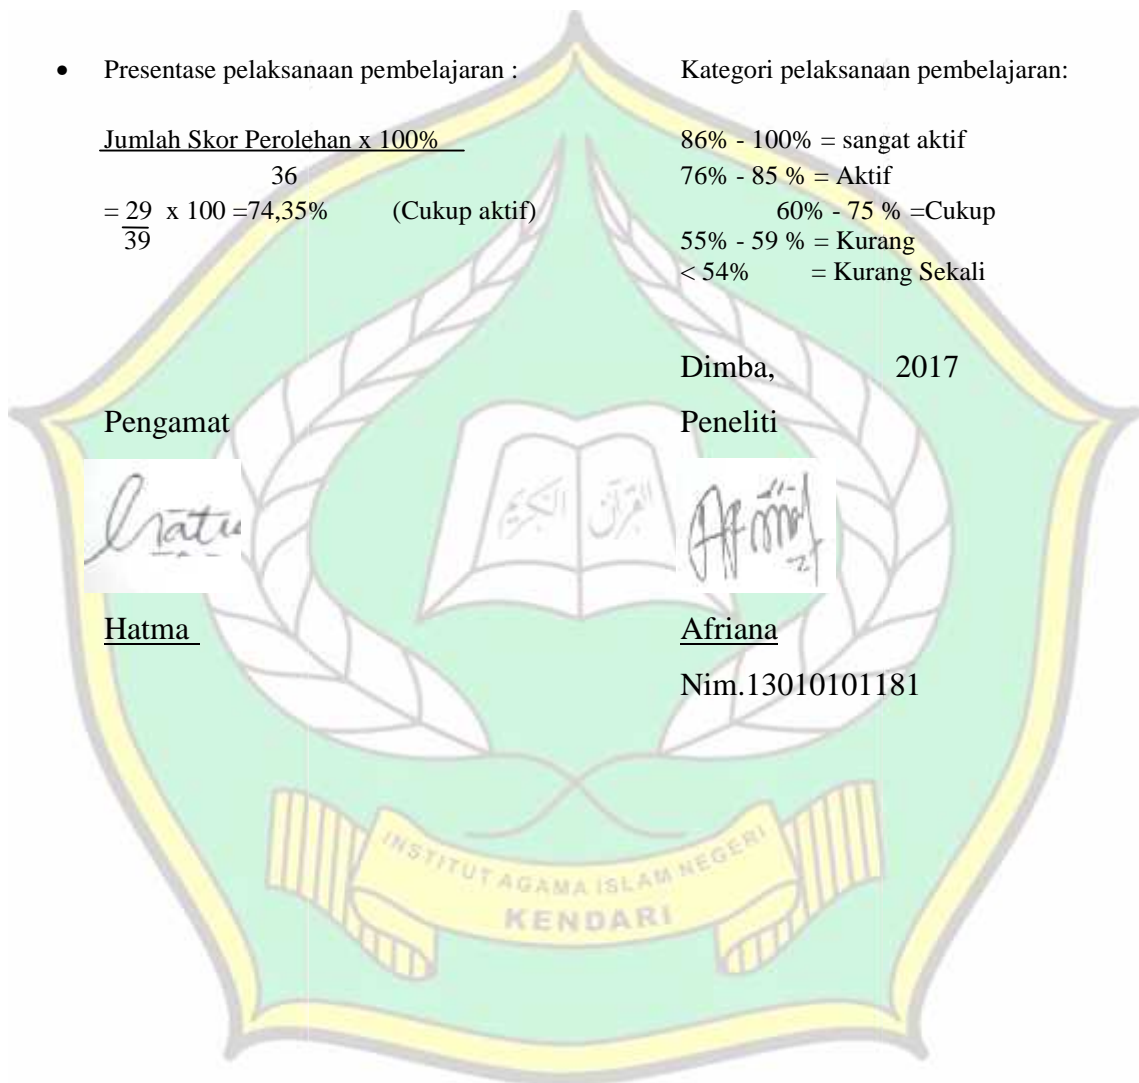 • Presentase pelaksanaan pembelajaran :
Jumlah Skor Perolehan x 100%
36
= 29 x 100 =74,35% (Cukup aktif)
39
Kategori pelaksanaan pembelajaran:
86% - 100% = sangat aktif
76% - 85 % = Aktif
60% - 75 % =Cukup
55% - 59 % = Kurang
< 54% = Kurang Sekali
Dimba, 2017
Pengamat
Peneliti
Hatma
Afriana
Nim.13010101181
القرآن الكريم
INSTITUT AGAMA ISLAM NEGERI
KENDARI